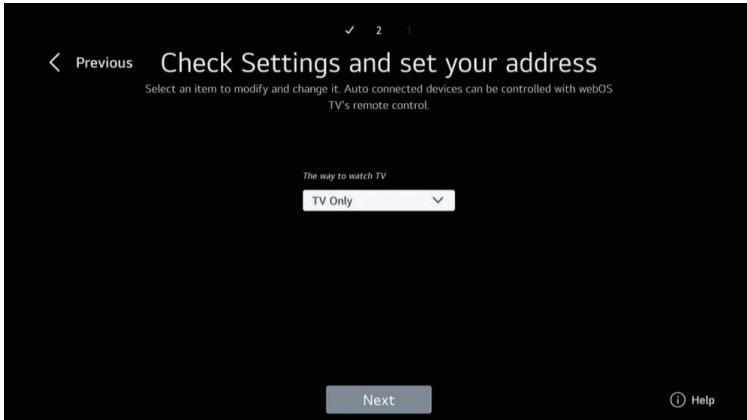 ✓ 2 3
Previous
Check Settings and set your address
Select an item to modify and change it. Auto connected devices can be controlled with webOS
TV's remote control.
The way to watch TV
TV Only
Next
Help